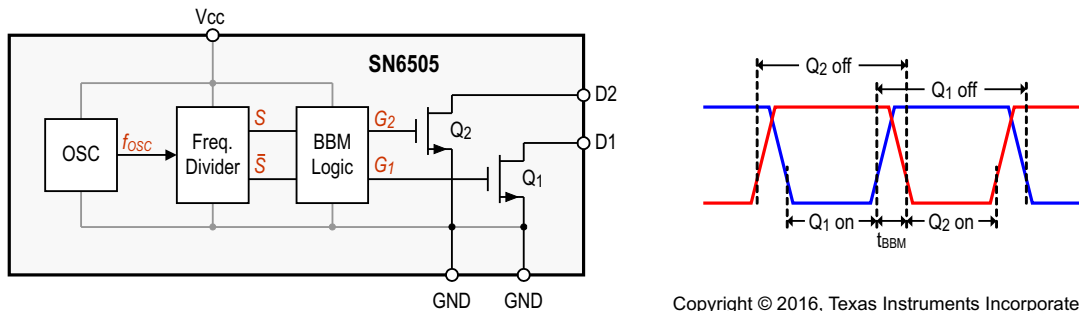 Vcc
SN6505
OSC
fOSC
Freq.
Divider
S
S̄
BBM
Logic
G2
G1
Q2
Q1
D2
D1
GND
GND
Q2 off
Q1 off
Q1 on
tBBM
Q2 on
Copyright © 2016, Texas Instruments Incorporate